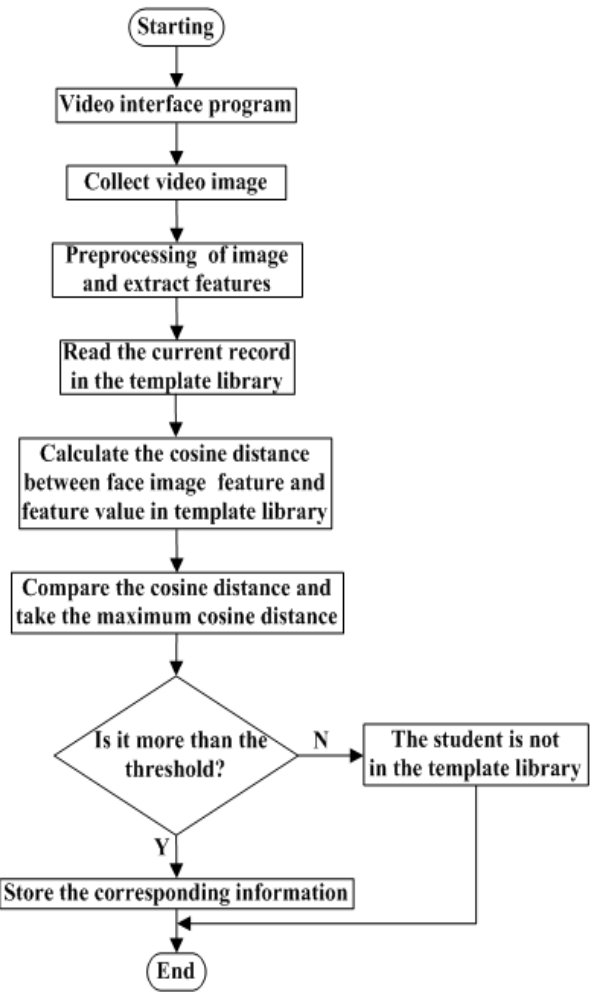 Starting
Video interface program
Collect video image
Preprocessing of image
and extract features
Read the current record
in the template library
Calculate the cosine distance
between face image feature and
feature value in template library
Compare the cosine distance and
take the maximum cosine distance
Is it more than the
threshold?
N
The student is not
in the template library
Y
Store the corresponding information
End